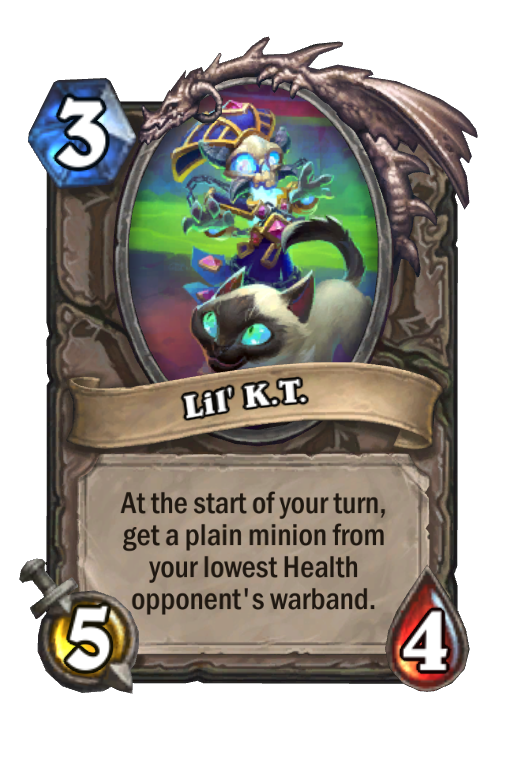 3
Lil' K.T.
At the start of your turn,
get a plain minion from
your lowest Health
opponent's warband.
5
4